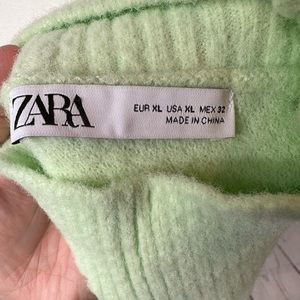 ZARA
EUR XL USA XL MEX 32
MADE IN CHINA